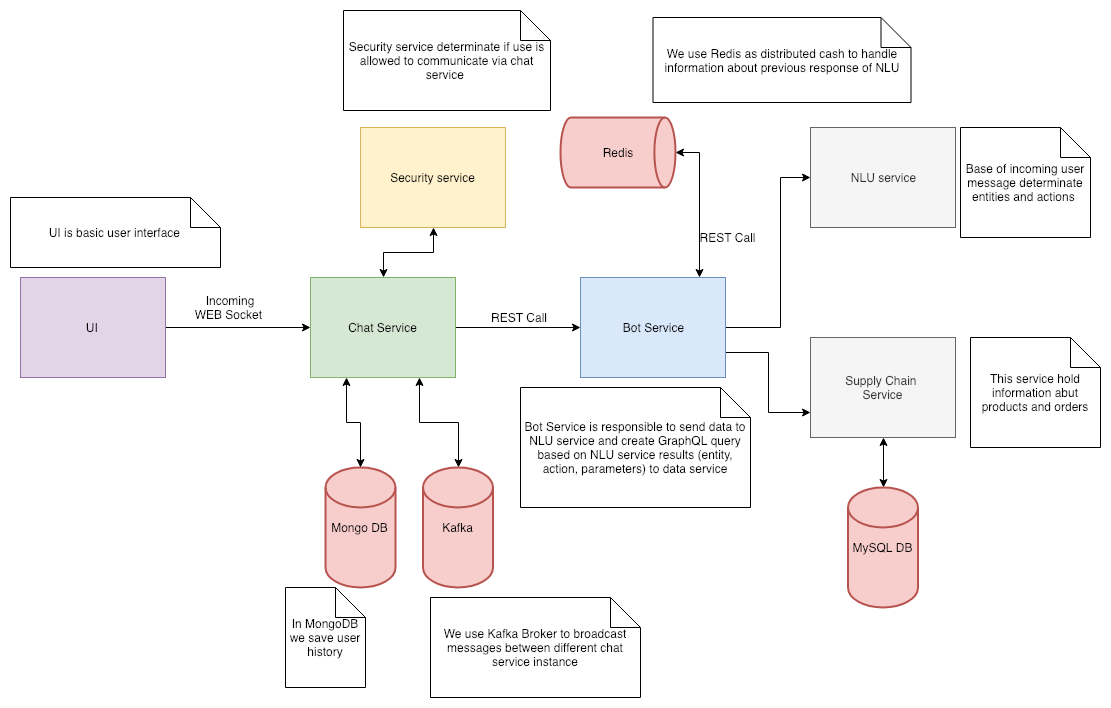 Security service determinate if use is
allowed to communicate via chat
service
We use Redis as distributed cash to handle
information about previous response of NLU
Security service
Redis
NLU service
Base of incoming user
message determinate
entities and actions
UI is basic user interface
REST Call
UI
Incoming
WEB Socket
Chat Service
REST Call
Bot Service
Supply Chain
Service
This service hold
information abut
products and orders
Bot Service is responsible to send data to
NLU service and create GraphQL query
based on NLU service results (entity,
action, parameters) to data service
Mongo DB
Kafka
MySQL DB
In MongoDB
we save user
history
We use Kafka Broker to broadcast
messages between different chat
service instance